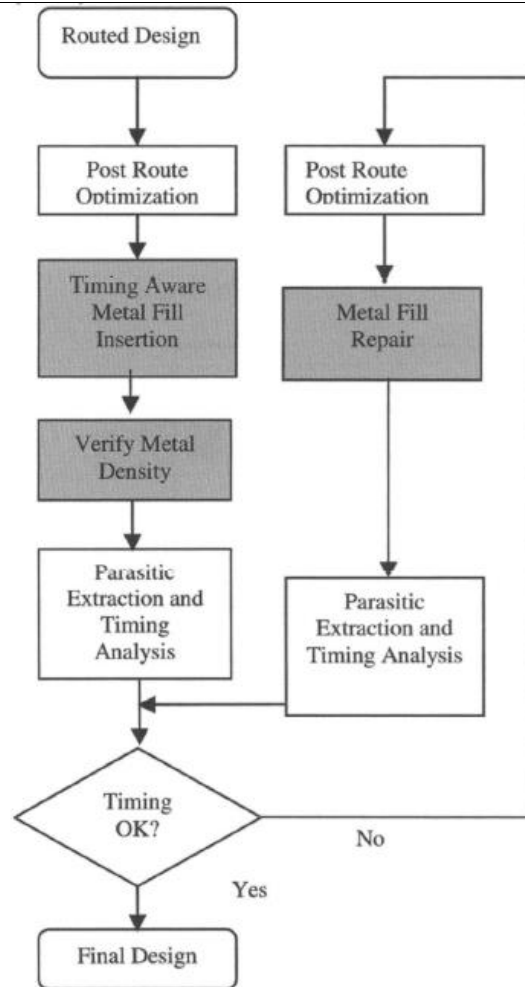 Routed Design
Post Route
Optimization
Timing Aware
Metal Fill
Insertion
Verify Metal
Density
Parasitic
Extraction and
Timing
Analysis
Post Route
Optimization
Metal Fill
Repair
Parasitic
Extraction and
Timing Analysis
Timing
OK?
No
Yes
Final Design